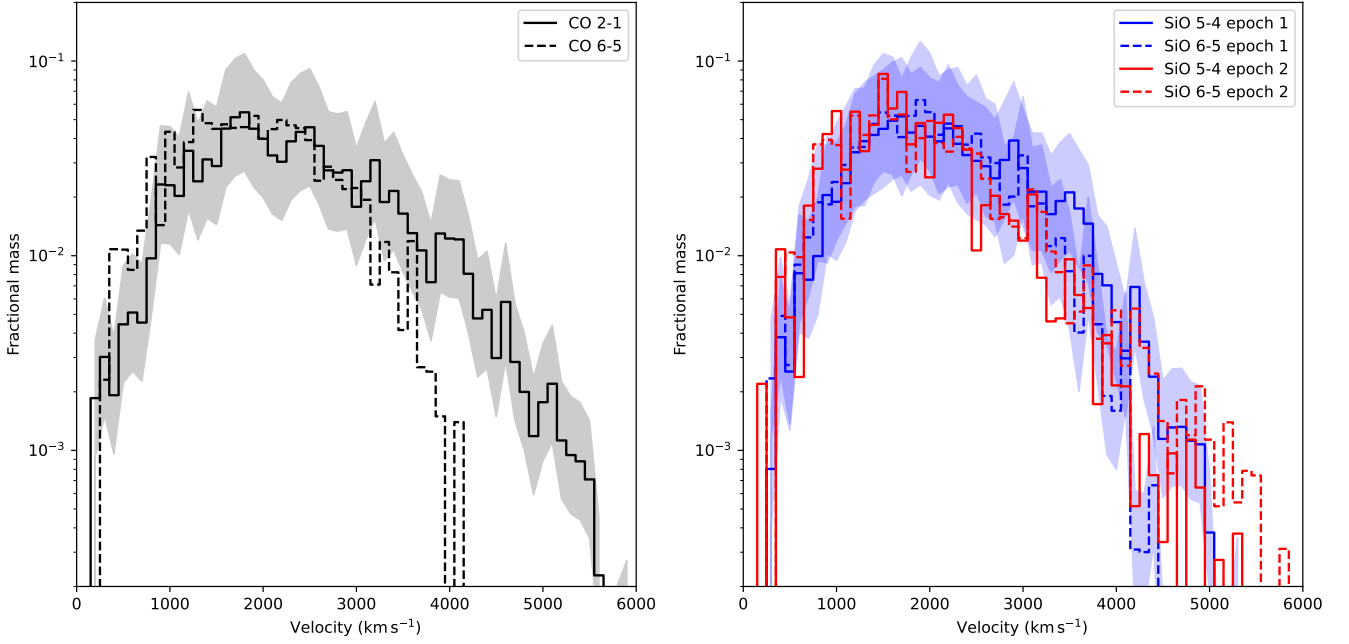 CO 2-1
CO 6-5
Fractional mass
10⁻¹
10⁻²
10⁻³
0
1000
2000
3000
4000
5000
6000
Velocity (km s⁻¹)
SiO 5-4 epoch 1
SiO 6-5 epoch 1
SiO 5-4 epoch 2
SiO 6-5 epoch 2
Fractional mass
10⁻¹
10⁻²
10⁻³
0
1000
2000
3000
4000
5000
6000
Velocity (km s⁻¹)